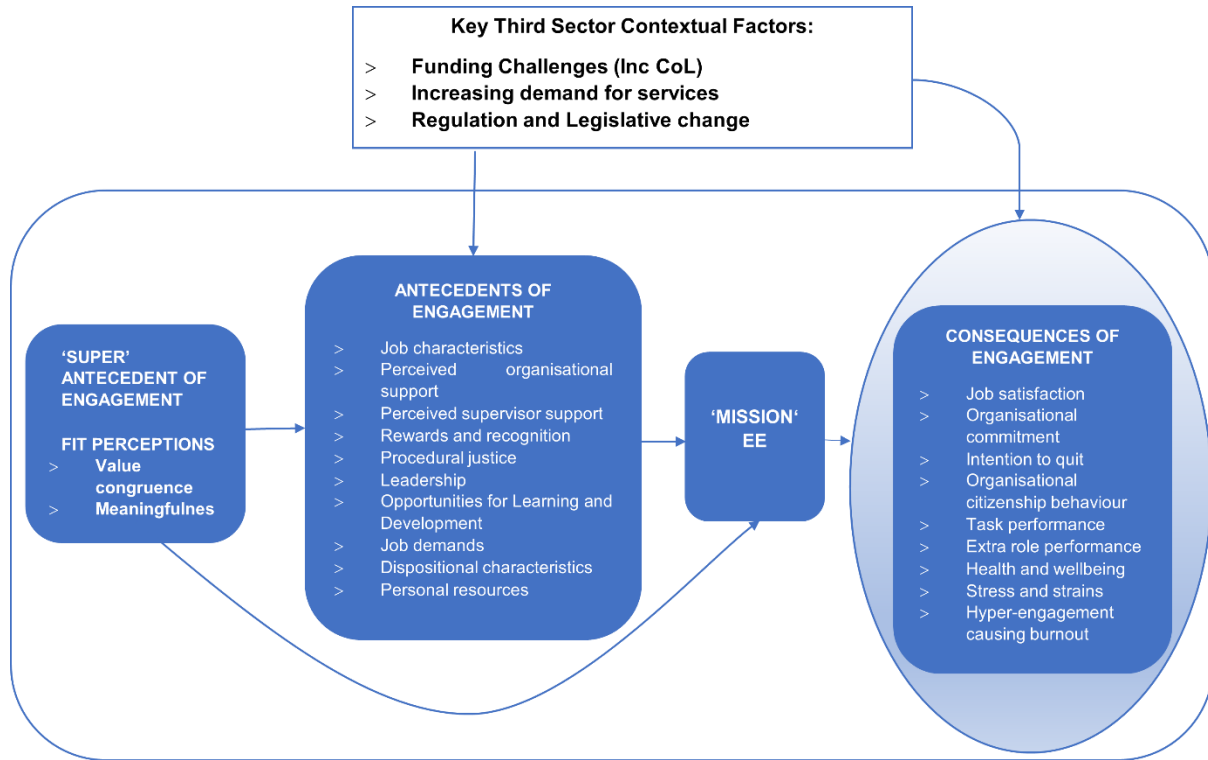 Key Third Sector Contextual Factors:
> Funding Challenges (Inc CoL)
> Increasing demand for services
> Regulation and Legislative change
‘SUPER’
ANTECEDENT OF
ENGAGEMENT
FIT PERCEPTIONS
> Value
congruence
> Meaningfulnes
ANTECEDENTS OF
ENGAGEMENT
> Job characteristics
> Perceived organisational
support
> Perceived supervisor support
> Rewards and recognition
> Procedural justice
> Leadership
> Opportunities for Learning and
Development
> Job demands
> Dispositional characteristics
> Personal resources
‘MISSION‘
EE
CONSEQUENCES OF
ENGAGEMENT
> Job satisfaction
> Organisational
commitment
> Intention to quit
> Organisational
citizenship behaviour
> Task performance
> Extra role performance
> Health and wellbeing
> Stress and strains
> Hyper-engagement
causing burnout